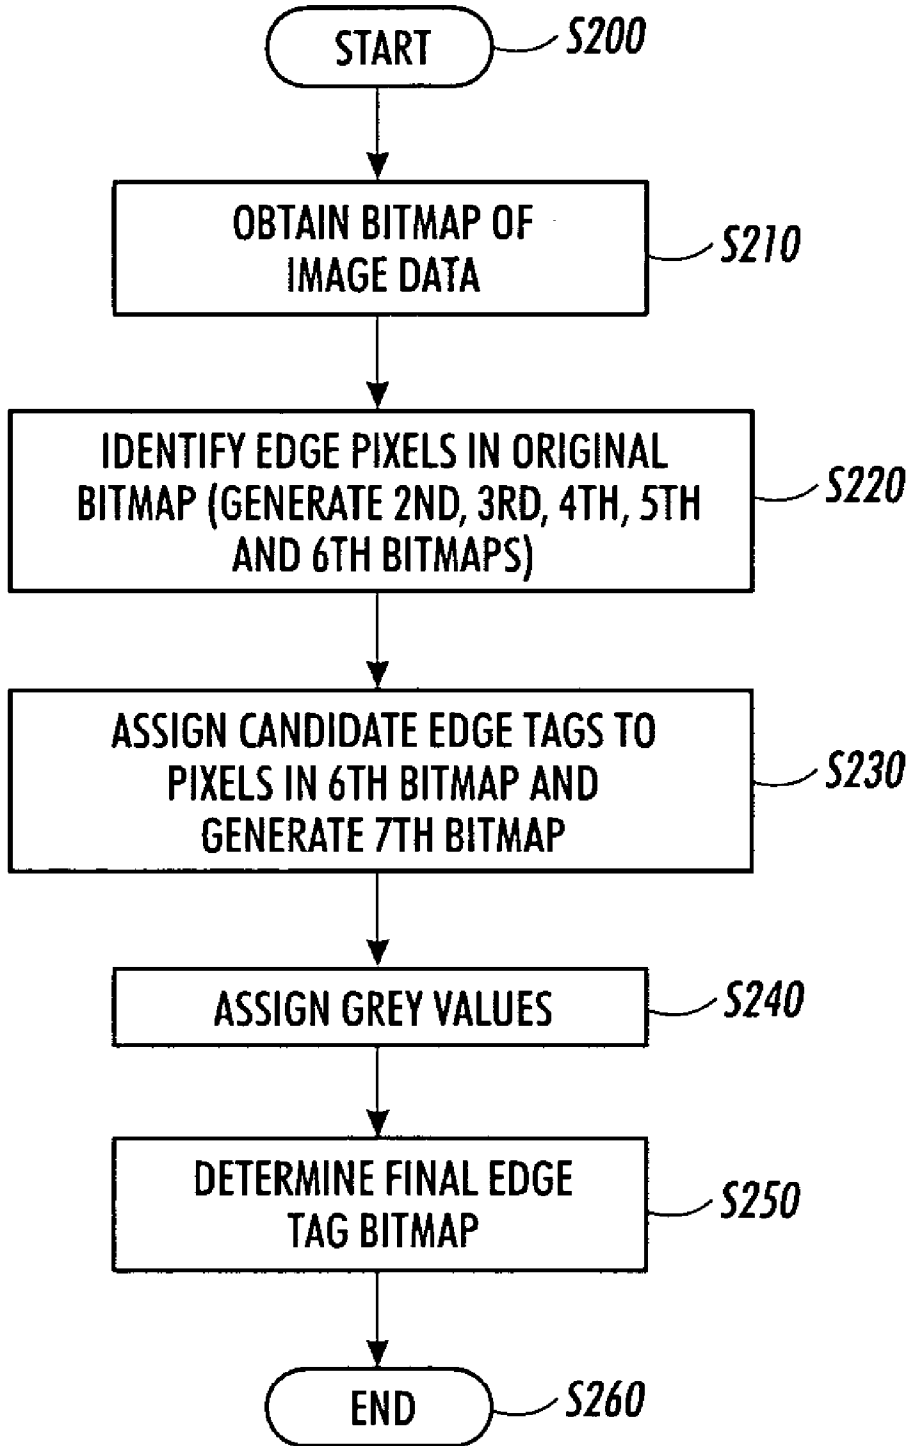 START
S200
OBTAIN BITMAP OF
IMAGE DATA
S210
IDENTIFY EDGE PIXELS IN ORIGINAL
BITMAP (GENERATE 2ND, 3RD, 4TH, 5TH
AND 6TH BITMAPS)
S220
ASSIGN CANDIDATE EDGE TAGS TO
PIXELS IN 6TH BITMAP AND
GENERATE 7TH BITMAP
S230
ASSIGN GREY VALUES
S240
DETERMINE FINAL EDGE
TAG BITMAP
S250
END
S260